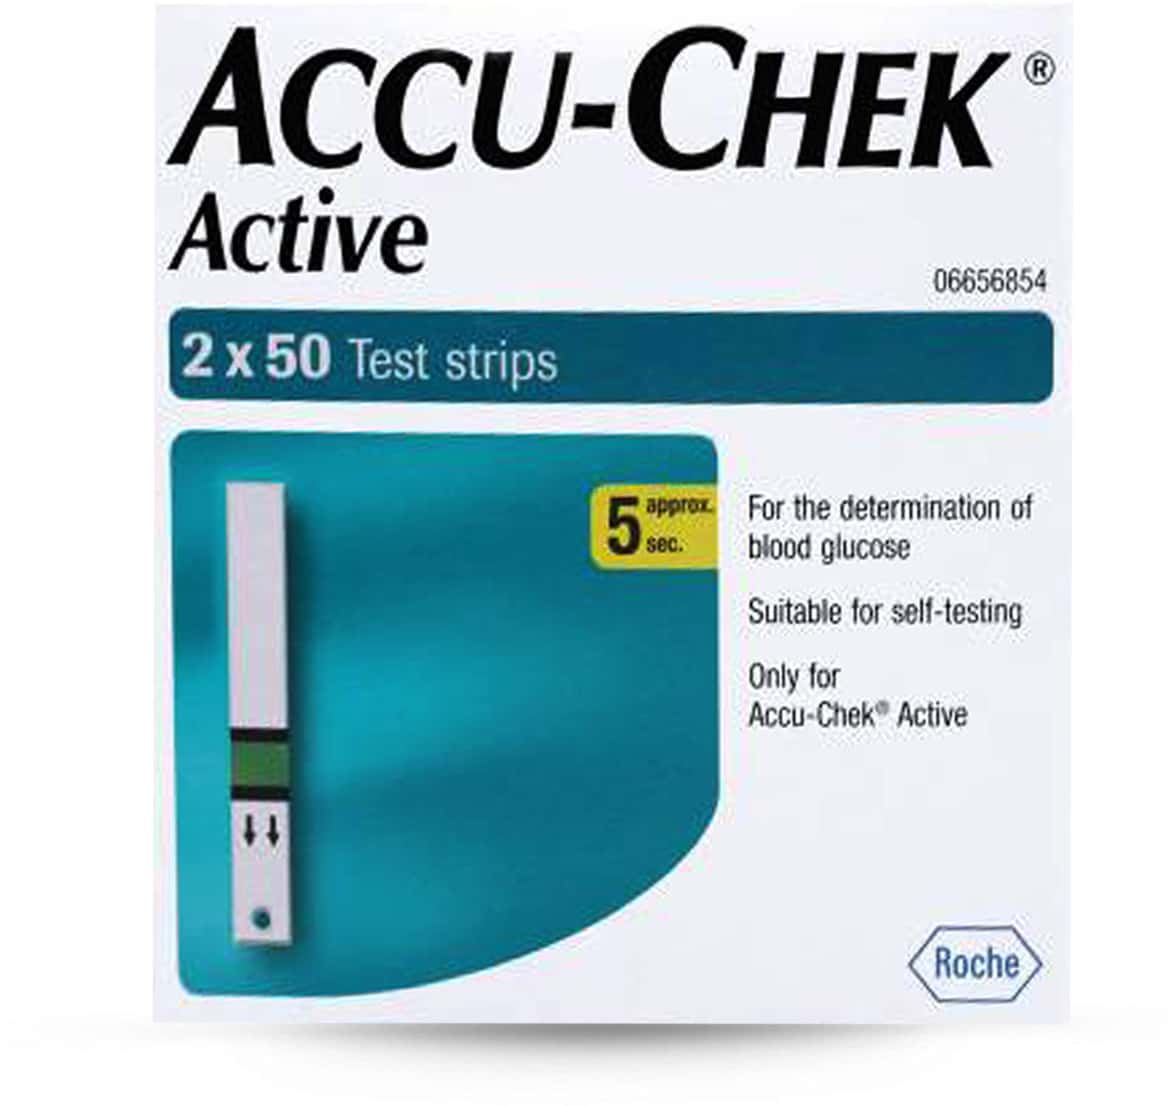 ACCU-CHEK®
Active
06656854
2 x 50 Test strips
5 approx.
sec.
For the determination of
blood glucose
Suitable for self-testing
Only for
Accu-Chek® Active
Roche